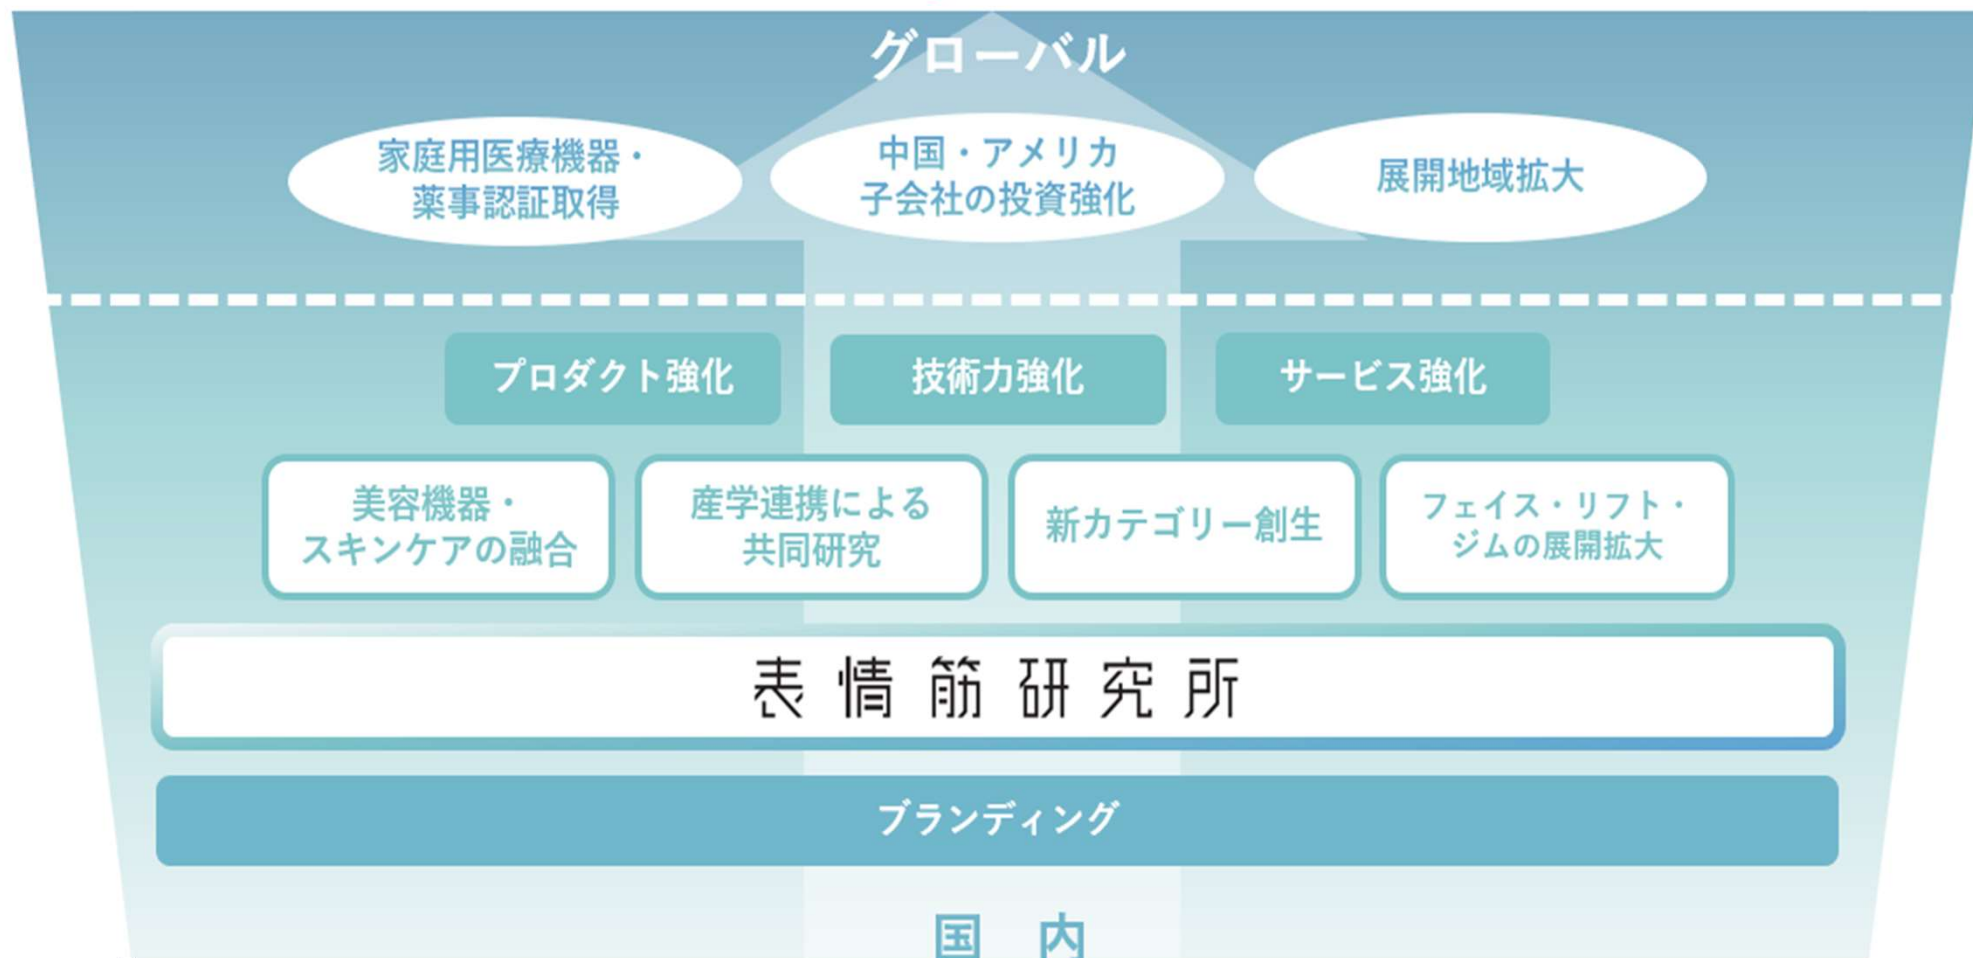 グローバル
家庭用医療機器・
薬事認証取得
中国・アメリカ
子会社の投資強化
展開地域拡大
プロダクト強化
技術力強化
サービス強化
美容機器・
スキンケアの融合
産学連携による
共同研究
新カテゴリー創生
フェイス・リフト・
ジムの展開拡大
表情筋研究所
ブランディング
国内